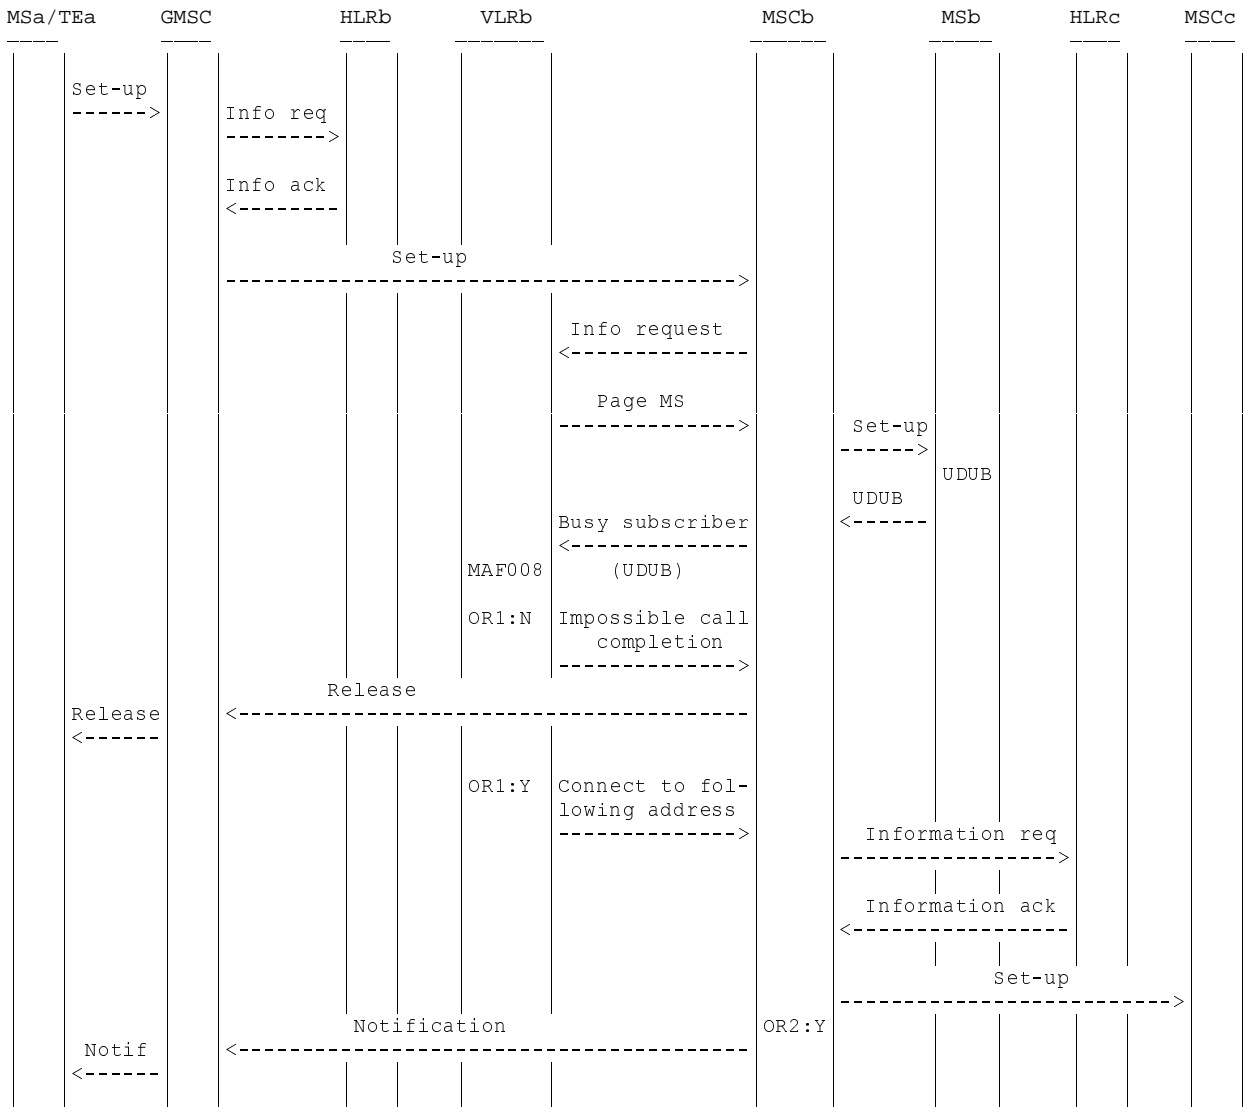 MSa/TEa GMSC HLRb VLRb MSCb MSb HLRc MSCc
Set-up
Info req
Info ack
Set-up
Info request
Page MS
Set-up
UDUB
UDUB
Busy subscriber
MAF008 (UDUB)
OR1:N Impossible call
completion
Release
Release
OR1:Y Connect to fol-
lowing address
Information req
Information ack
Set-up
Notification OR2:Y
Notif